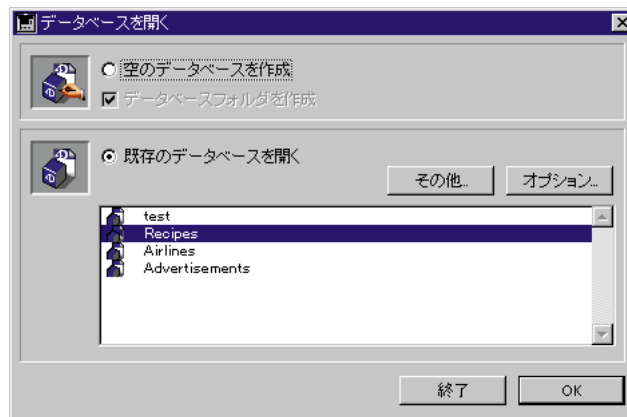 データベースを開く
空のデータベースを作成
データベースフォルダを作成
既存のデータベースを開く
その他... オプション...
test
Recipes
Airlines
Advertisements
終了 OK